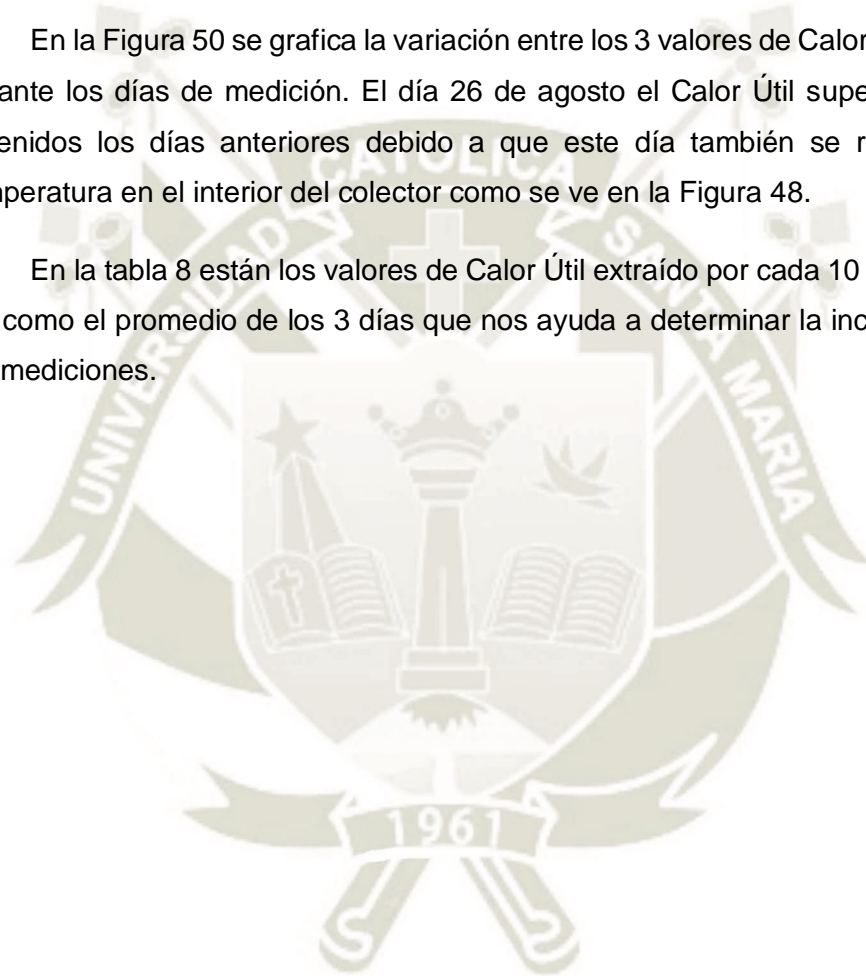 En la Figura 50 se grafica la variación entre los 3 valores de Calor
ante los días de medición. El día 26 de agosto el Calor Útil supe
enidos los días anteriores debido a que este día también se r
peratura en el interior del colector como se ve en la Figura 48.
En la tabla 8 están los valores de Calor Útil extraído por cada 10
como el promedio de los 3 días que nos ayuda a determinar la inc
mediciones.
UNIVERSIDAD CATOLICA SANTA MARIA
1961